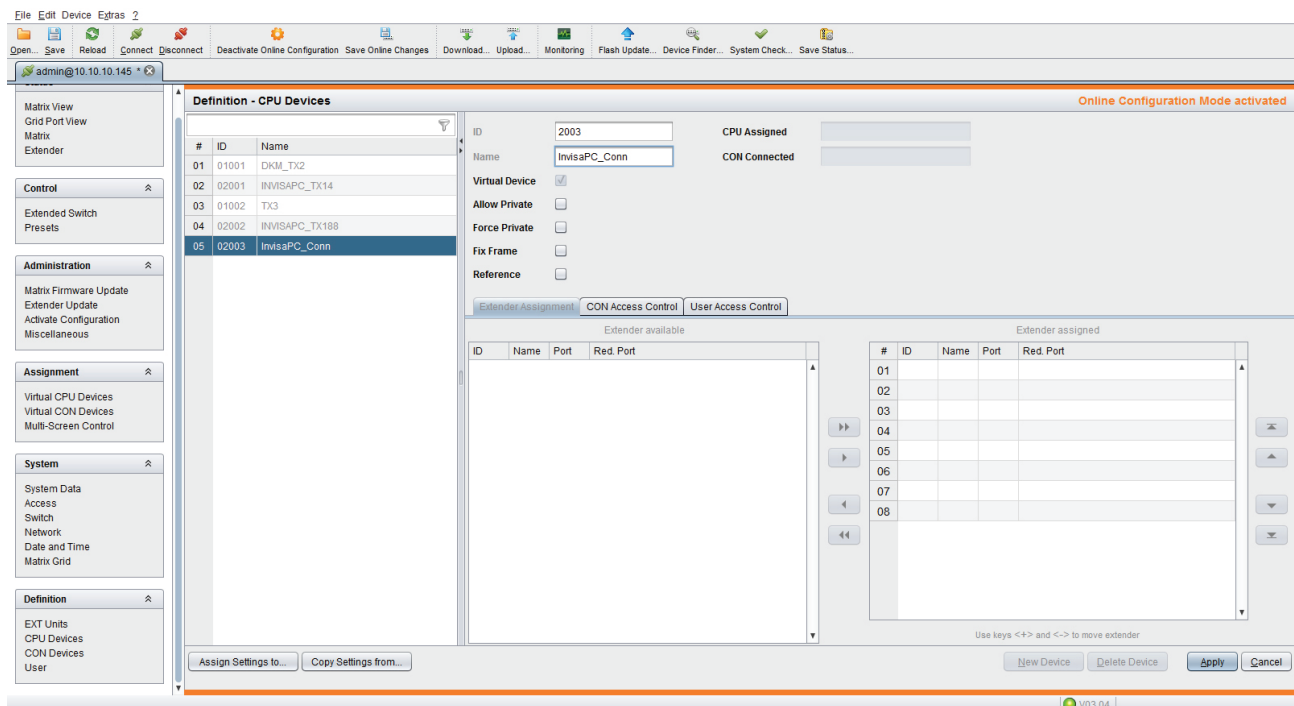 File Edit Device Extras ?
Open... Save Reload Connect Disconnect Deactivate Online Configuration Save Online Changes Download... Upload... Monitoring Flash Update... Device Finder... System Check... Save Status...
admin@10.10.10.145 *
Matrix View
Grid Port View
Matrix
Extender
Control
Extended Switch
Presets
Administration
Matrix Firmware Update
Extender Update
Activate Configuration
Miscellaneous
Assignment
Virtual CPU Devices
Virtual CON Devices
Multi-Screen Control
System
System Data
Access
Switch
Network
Date and Time
Matrix Grid
Definition
EXT Units
CPU Devices
CON Devices
User
Definition - CPU Devices
Online Configuration Mode activated
# ID Name
01 01001 DKM_TX2
02 02001 INVISAPC_TX14
03 01002 TX3
04 02002 INVISAPC_TX188
05 02003 InvisaPC_Conn
ID 2003 CPU Assigned
Name InvisaPC_Conn CON Connected
Virtual Device
Allow Private
Force Private
Fix Frame
Reference
Extender Assignment CON Access Control User Access Control
Extender available
ID Name Port Red. Port
Extender assigned
# ID Name Port Red. Port
01
02
03
04
05
06
07
08
Use keys <+> and <-> to move extender
Assign Settings to... Copy Settings from... New Device Delete Device Apply Cancel
V03.04